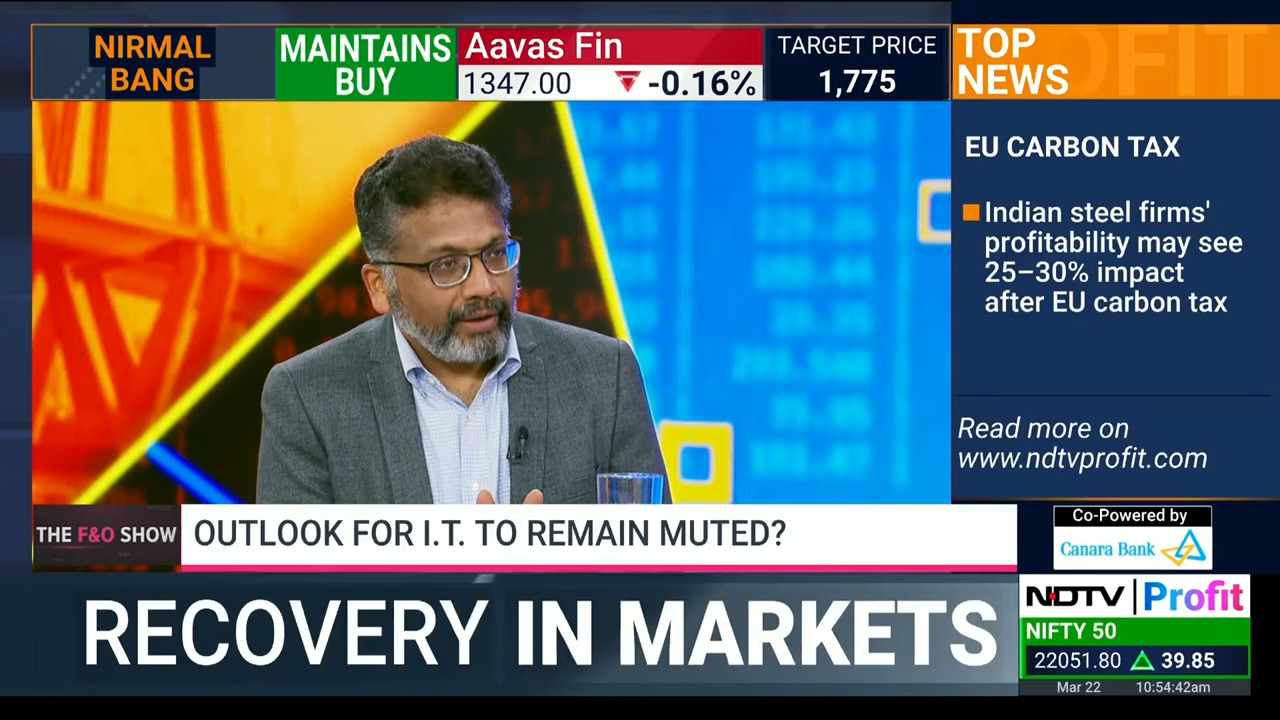 NIRMAL
BANG
MAINTAINS
BUY
Aavas Fin
1347.00 ▼ -0.16%
TARGET PRICE
1,775
TOP
NEWS
EU CARBON TAX
Indian steel firms'
profitability may see
25–30% impact
after EU carbon tax
Read more on
www.ndtvprofit.com
THE F&O SHOW
OUTLOOK FOR I.T. TO REMAIN MUTED?
Co-Powered by
Canara Bank
RECOVERY IN MARKETS
NDTV Profit
NIFTY 50
22051.80 ▲ 39.85
Mar 22 10:54:42am